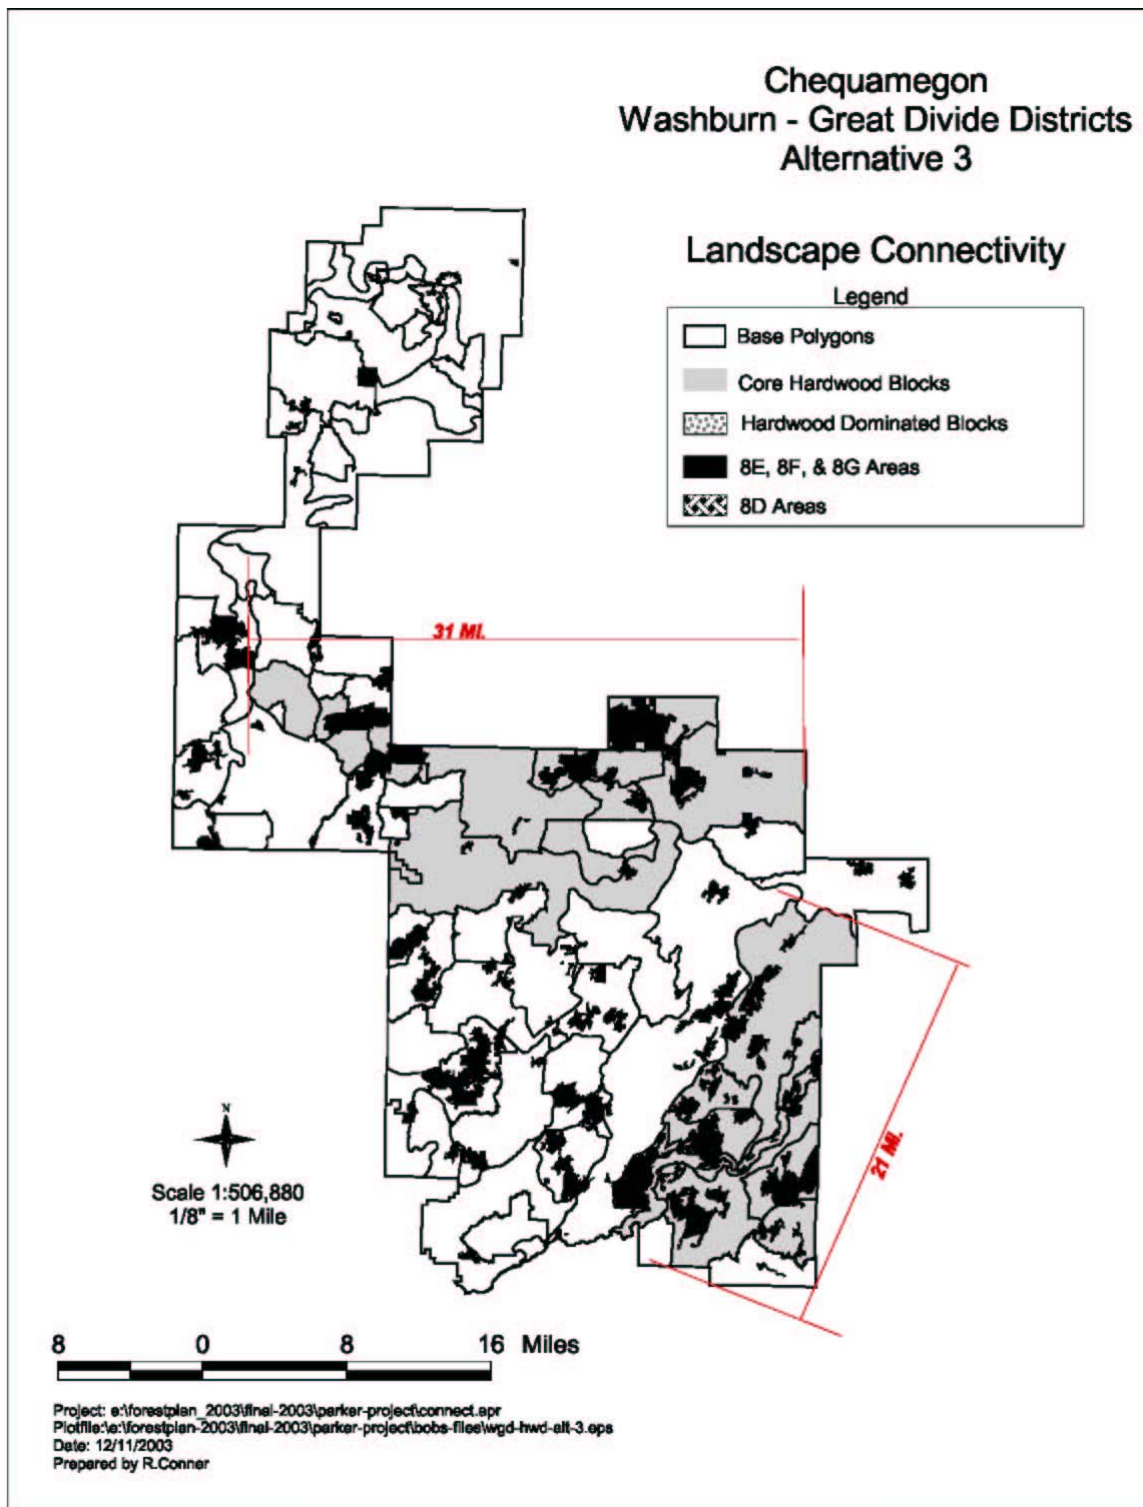 Chequamegon
Washburn - Great Divide Districts
Alternative 3
Landscape Connectivity
Legend
Base Polygons
Core Hardwood Blocks
Hardwood Dominated Blocks
8E, 8F, & 8G Areas
8D Areas
31 Mi.
21 Mi.
N
Scale 1:506,880
1/8" = 1 Mile
8 0 8 16 Miles
Project: e:\forestplan_2003\final-2003\parker-project\connect.apr
Plotfile:\e:\forestplan-2003\final-2003\parker-project\bobs-files\wgd-hwd-alt-3.eps
Date: 12/11/2003
Prepared by R.Conner